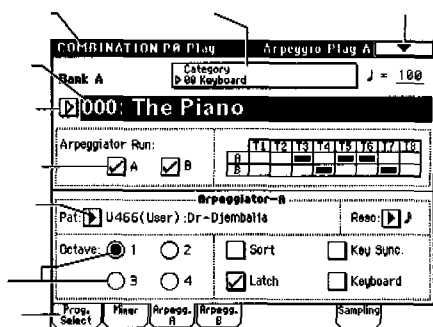 COMBINATION P0 Play Arpeggio Play A
Bank A Category ♩ = 100
00 Keyboard
000: The Piano
Arpeggiator Run: T1 T2 T3 T4 T5 T6 T7 T8
A B A
B
Arpeggiator-A
Pat: U466(User):Dr-Djembalia Reso: ♪
Octave: 1 2 Sort Key Sync.
3 4 Latch Keyboard
Prog. Select Mixer Arpegg. A Arpegg. B Sampling